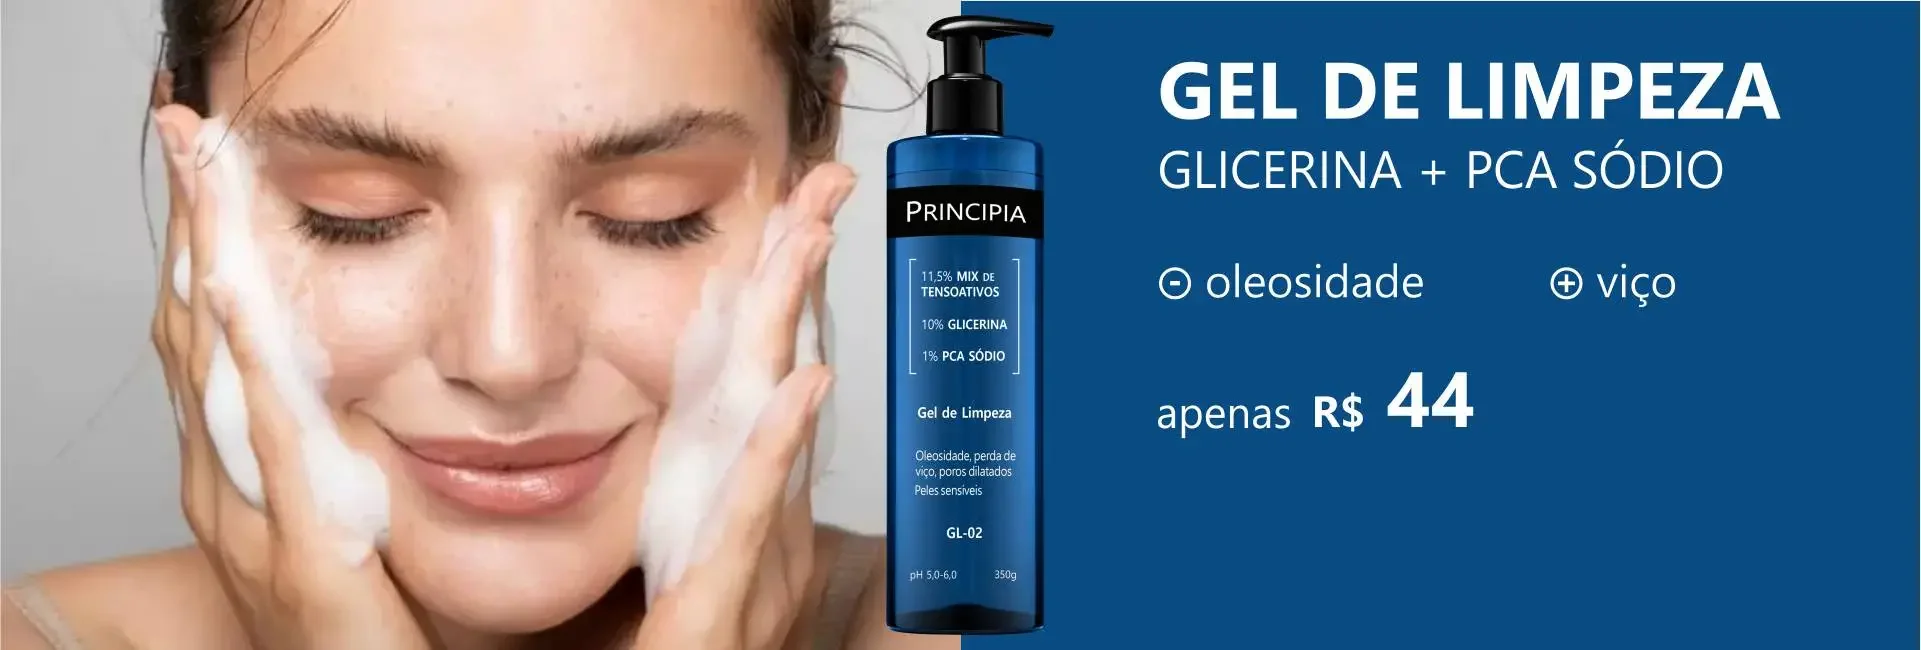 PRINCIPIA
11,5% MIX DE
TENSOATIVOS
10% GLICERINA
1% PCA SÓDIO
Gel de Limpeza
Oleosidade, perda de
viço, poros dilatados
Peles sensíveis
GL-02
pH 5,0-6,0 350g
GEL DE LIMPEZA
GLICERINA + PCA SÓDIO
⊖ oleosidade ⊕ viço
apenas R$ 44